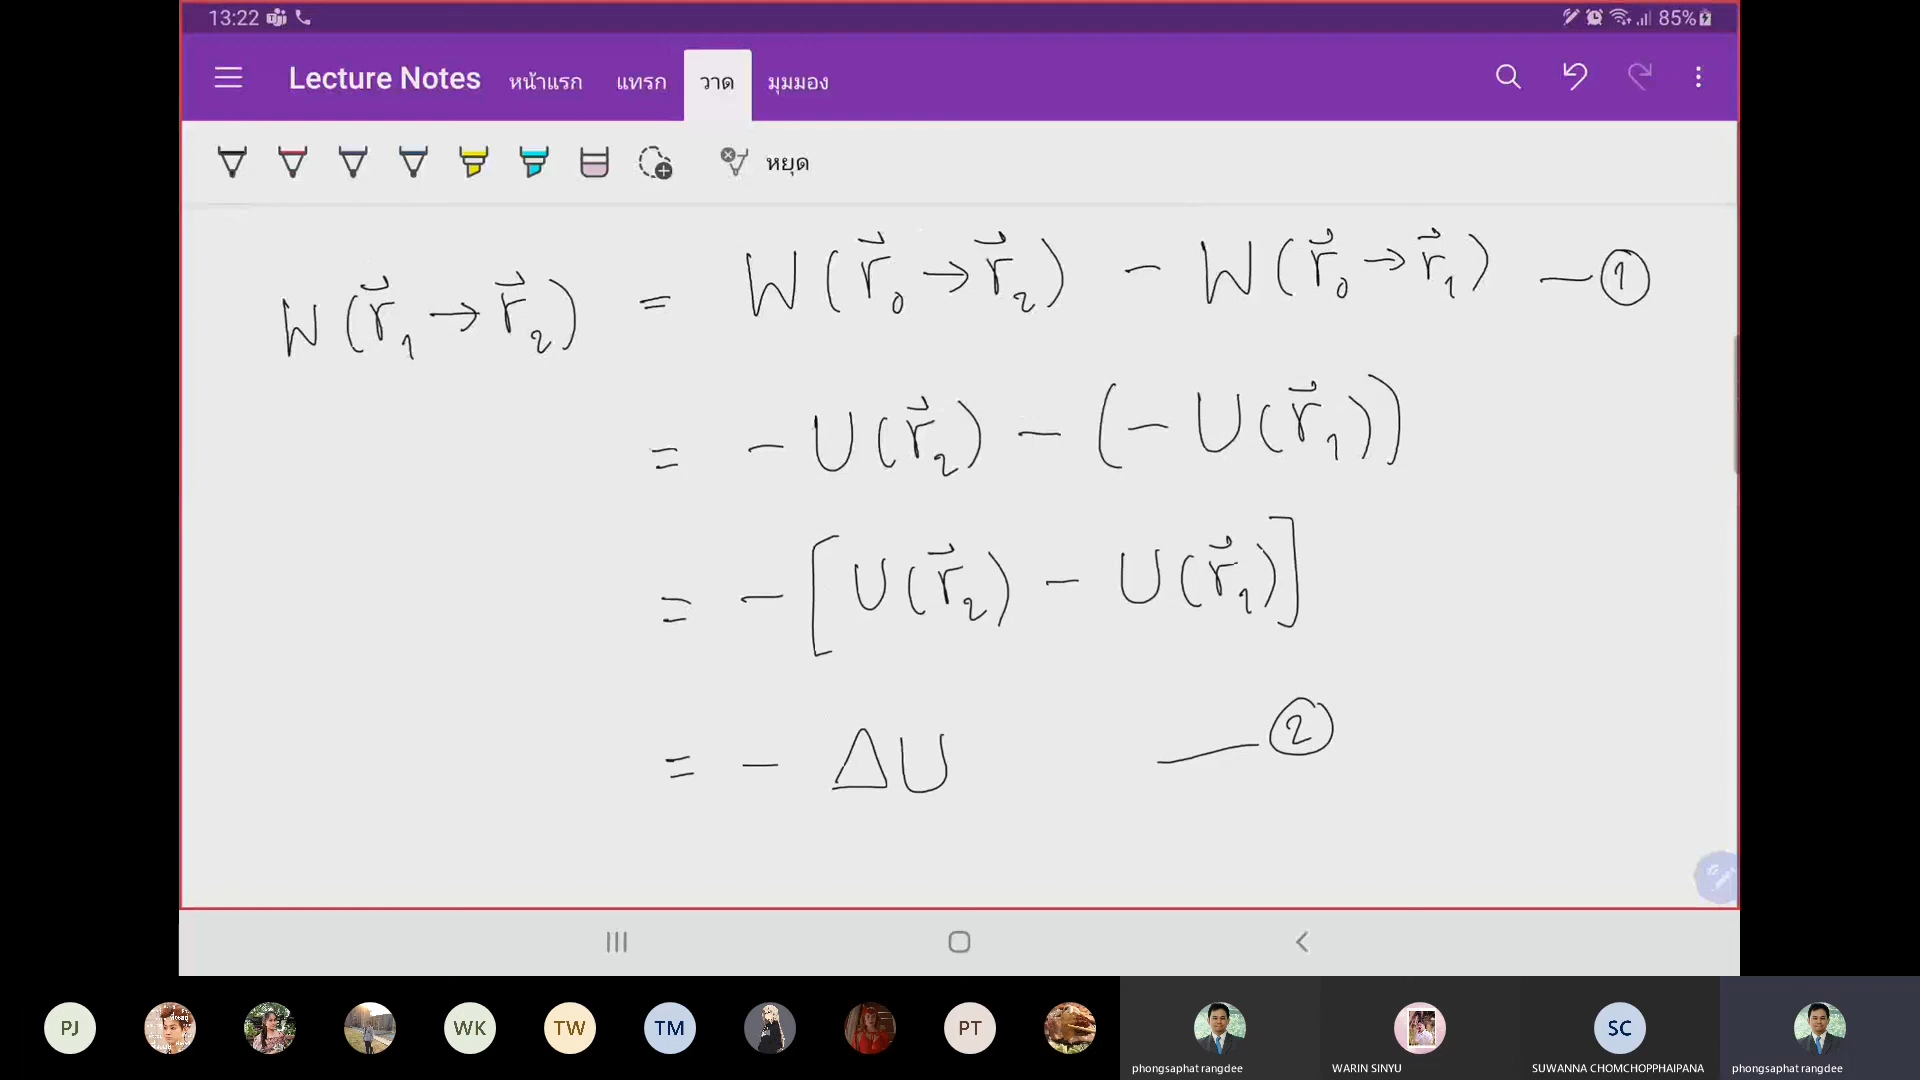 13:22
85%
Lecture Notes หน้าแรก แทรก วาด มุมมอง
หยุด
W(r⃗₁→r⃗₂) = W(r⃗₀→r⃗₂) − W(r⃗₀→r⃗₁) — ①
= − U(r⃗₂) − (− U(r⃗₁))
= − [U(r⃗₂) − U(r⃗₁)]
= − ΔU — ②
PJ WK TW TM PT SC
phongsaphat rangdee WARIN SINYU SUWANNA CHOMCHOPPHAIPANA phongsaphat rangdee